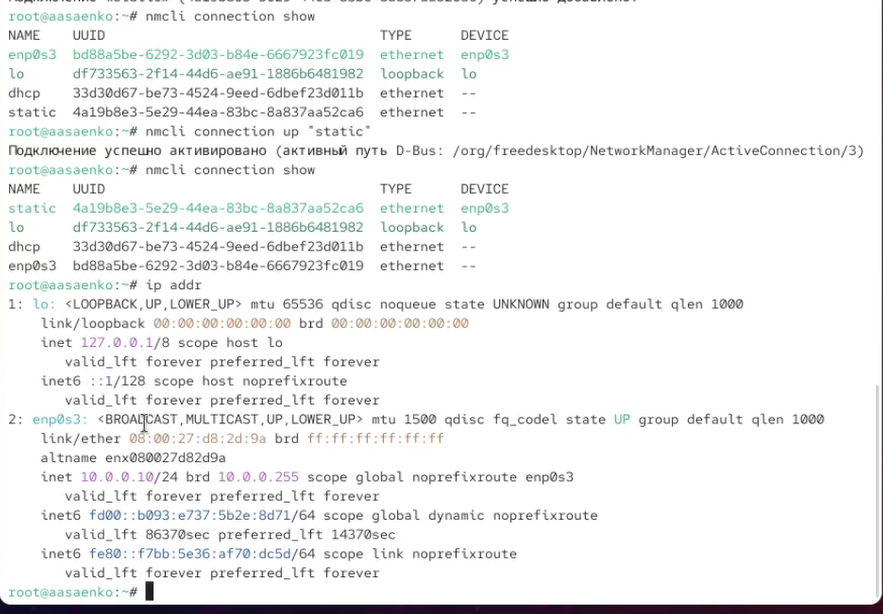 root@aasaenko:~# nmcli connection show
NAME    UUID                                  TYPE      DEVICE
enp0s3  bd88a5be-6292-3d03-b84e-6667923fc019  ethernet  enp0s3
lo      df733563-2f14-44d6-ae91-1886b6481982  loopback  lo
dhcp    33d30d67-be73-4524-9eed-6dbef23d011b  ethernet  --
static  4a19b8e3-5e29-44ea-83bc-8a837aa52ca6  ethernet  --
root@aasaenko:~# nmcli connection up "static"
Подключение успешно активировано (активный путь D-Bus: /org/freedesktop/NetworkManager/ActiveConnection/3)
root@aasaenko:~# nmcli connection show
NAME    UUID                                  TYPE      DEVICE
static  4a19b8e3-5e29-44ea-83bc-8a837aa52ca6  ethernet  enp0s3
lo      df733563-2f14-44d6-ae91-1886b6481982  loopback  lo
dhcp    33d30d67-be73-4524-9eed-6dbef23d011b  ethernet  --
enp0s3  bd88a5be-6292-3d03-b84e-6667923fc019  ethernet  --
root@aasaenko:~# ip addr
1: lo: <LOOPBACK,UP,LOWER_UP> mtu 65536 qdisc noqueue state UNKNOWN group default qlen 1000
    link/loopback 00:00:00:00:00:00 brd 00:00:00:00:00:00
    inet 127.0.0.1/8 scope host lo
       valid_lft forever preferred_lft forever
    inet6 ::1/128 scope host noprefixroute
       valid_lft forever preferred_lft forever
2: enp0s3: <BROADCAST,MULTICAST,UP,LOWER_UP> mtu 1500 qdisc fq_codel state UP group default qlen 1000
    link/ether 08:00:27:d8:2d:9a brd ff:ff:ff:ff:ff:ff
    altname enx080027d82d9a
    inet 10.0.0.10/24 brd 10.0.0.255 scope global noprefixroute enp0s3
       valid_lft forever preferred_lft forever
    inet6 fd00::b093:e737:5b2e:8d71/64 scope global dynamic noprefixroute
       valid_lft 86370sec preferred_lft 14370sec
    inet6 fe80::f7bb:5e36:af70:dc5d/64 scope link noprefixroute
       valid_lft forever preferred_lft forever
root@aasaenko:~#